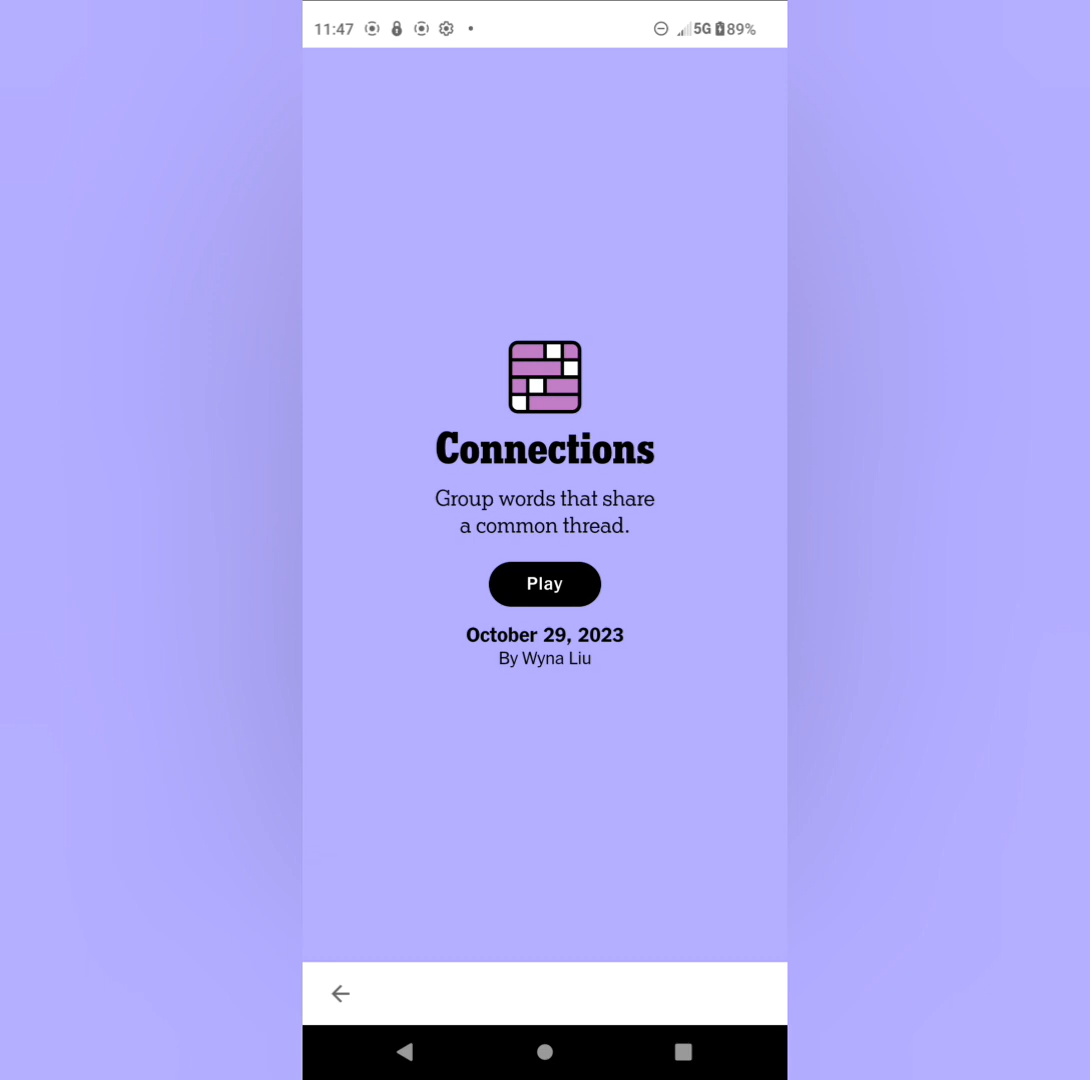 11:47 5G 89%
Connections
Group words that share
a common thread.
Play
October 29, 2023
By Wyna Liu